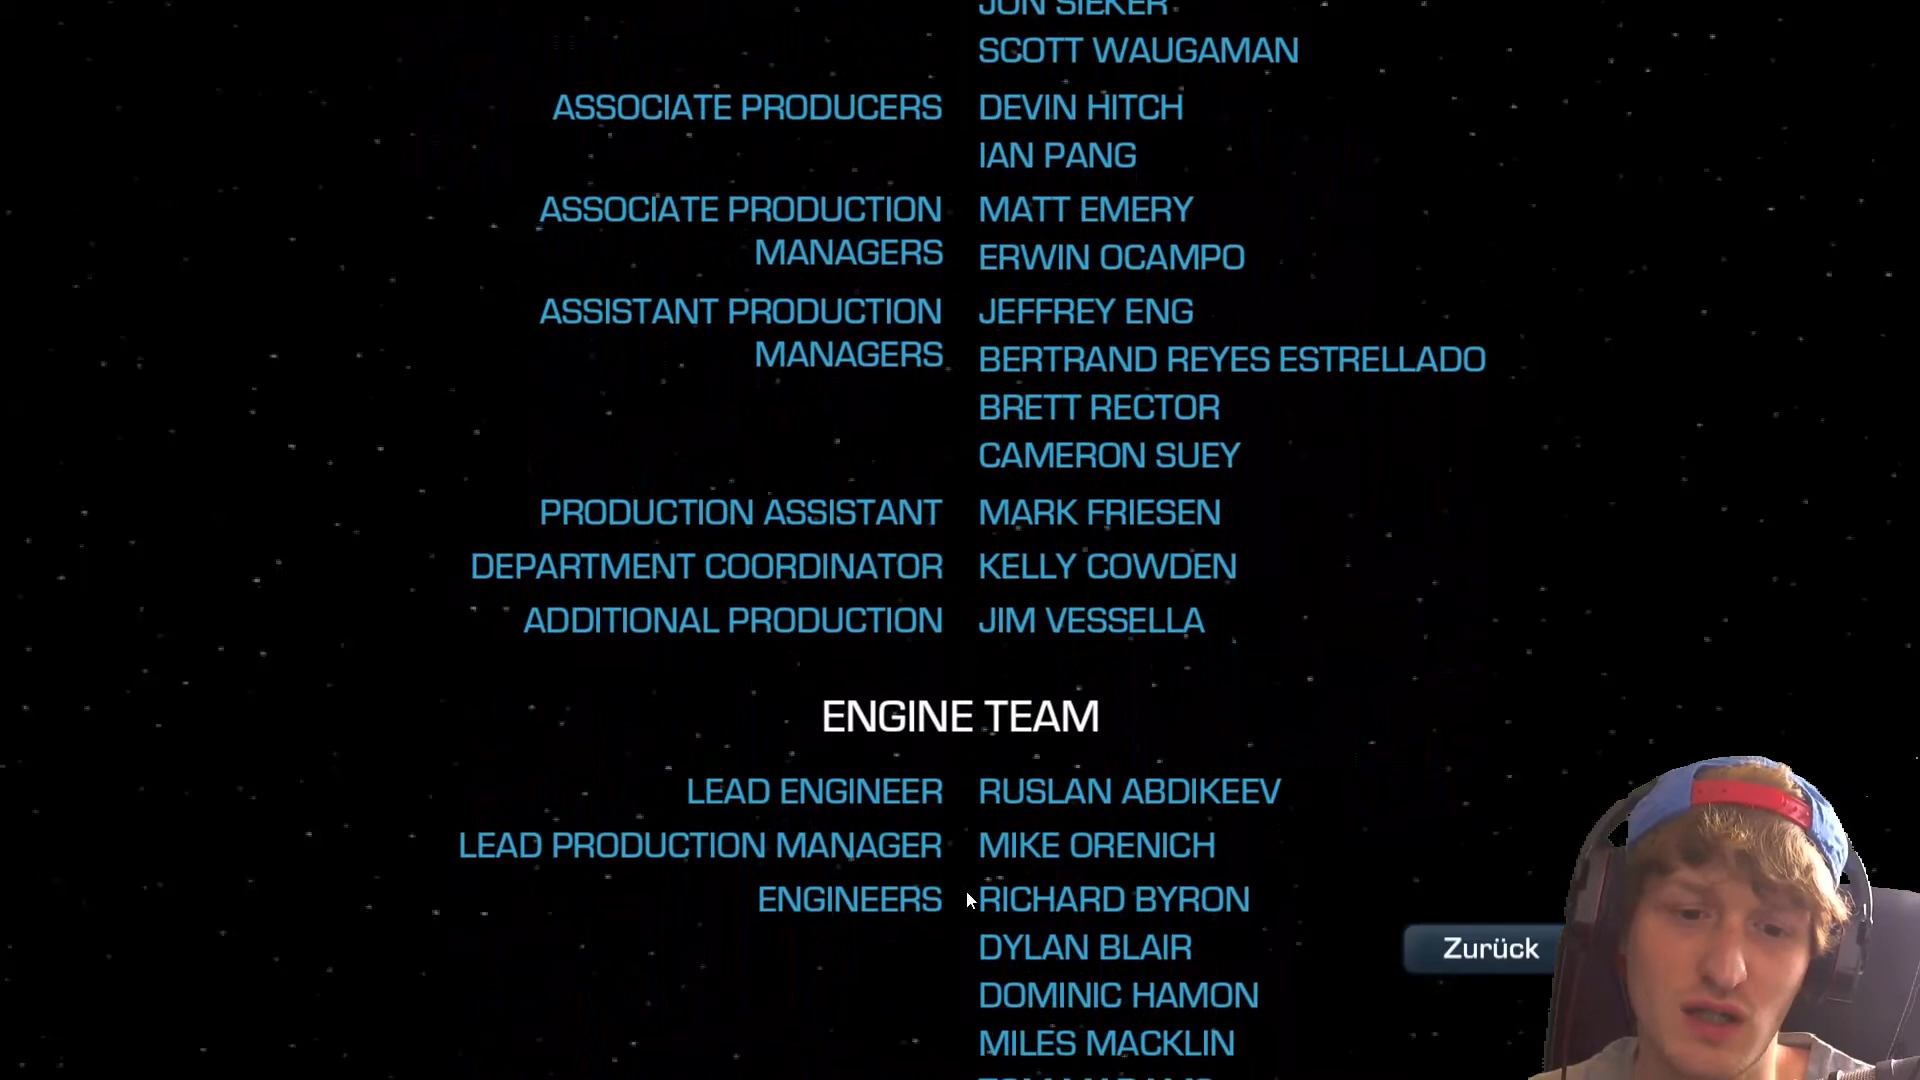 JON SIEKER
SCOTT WAUGAMAN
ASSOCIATE PRODUCERS DEVIN HITCH
IAN PANG
ASSOCIATE PRODUCTION MATT EMERY
MANAGERS ERWIN OCAMPO
ASSISTANT PRODUCTION JEFFREY ENG
MANAGERS BERTRAND REYES ESTRELLADO
BRETT RECTOR
CAMERON SUEY
PRODUCTION ASSISTANT MARK FRIESEN
DEPARTMENT COORDINATOR KELLY COWDEN
ADDITIONAL PRODUCTION JIM VESSELLA
ENGINE TEAM
LEAD ENGINEER RUSLAN ABDIKEEV
LEAD PRODUCTION MANAGER MIKE ORENICH
ENGINEERS RICHARD BYRON
DYLAN BLAIR
Zurück
DOMINIC HAMON
MILES MACKLIN